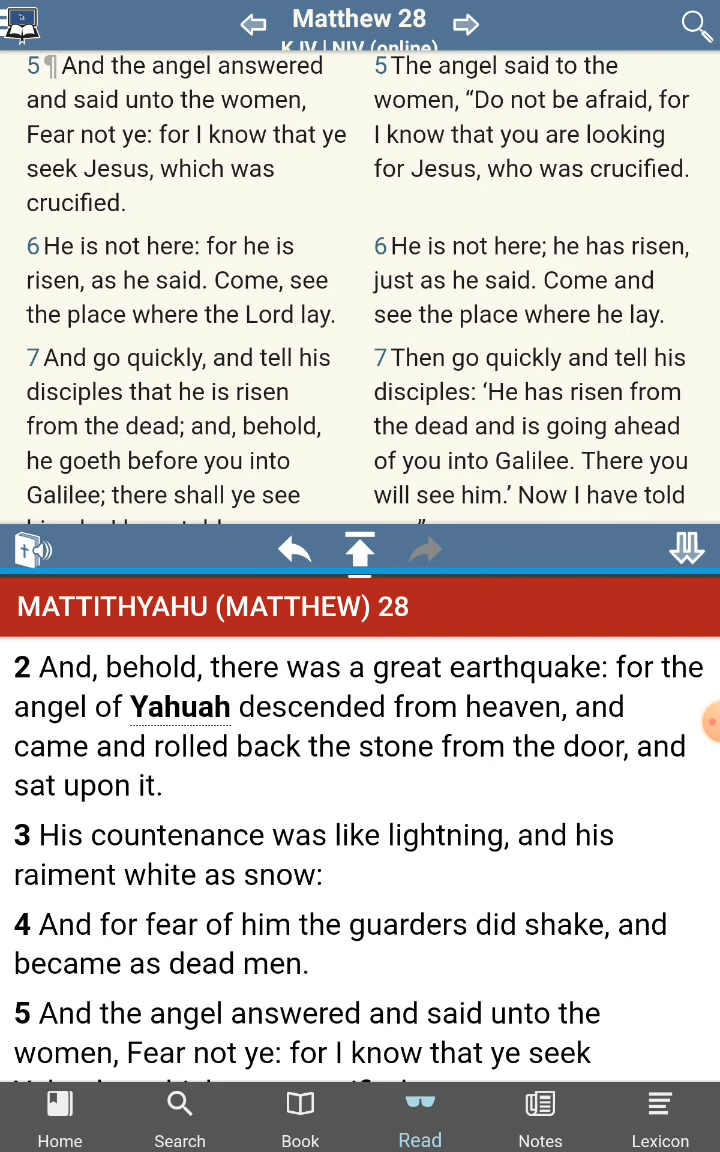 Matthew 28
KJV | NIV (online)
5¶And the angel answered
and said unto the women,
Fear not ye: for I know that ye
seek Jesus, which was
crucified.
6He is not here: for he is
risen, as he said. Come, see
the place where the Lord lay.
7And go quickly, and tell his
disciples that he is risen
from the dead; and, behold,
he goeth before you into
Galilee; there shall ye see
5The angel said to the
women, “Do not be afraid, for
I know that you are looking
for Jesus, who was crucified.
6He is not here; he has risen,
just as he said. Come and
see the place where he lay.
7Then go quickly and tell his
disciples: ‘He has risen from
the dead and is going ahead
of you into Galilee. There you
will see him.’ Now I have told
MATTITHYAHU (MATTHEW) 28
2 And, behold, there was a great earthquake: for the
angel of Yahuah descended from heaven, and
came and rolled back the stone from the door, and
sat upon it.
3 His countenance was like lightning, and his
raiment white as snow:
4 And for fear of him the guarders did shake, and
became as dead men.
5 And the angel answered and said unto the
women, Fear not ye: for I know that ye seek
Home
Search
Book
Read
Notes
Lexicon